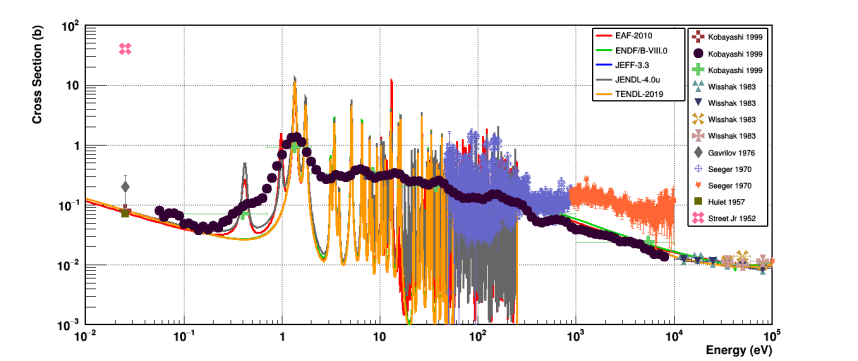 Cross Section (b)
10²
10
1
10⁻¹
10⁻²
10⁻³
10⁻² 10⁻¹ 1 10 10² 10³ 10⁴ 10⁵
Energy (eV)
EAF-2010
ENDF/B-VIII.0
JEFF-3.3
JENDL-4.0u
TENDL-2019
Kobayashi 1999
Kobayashi 1999
Kobayashi 1999
Wisshak 1983
Wisshak 1983
Wisshak 1983
Wisshak 1983
Gavrilov 1976
Seeger 1970
Seeger 1970
Hulet 1957
Street Jr 1952